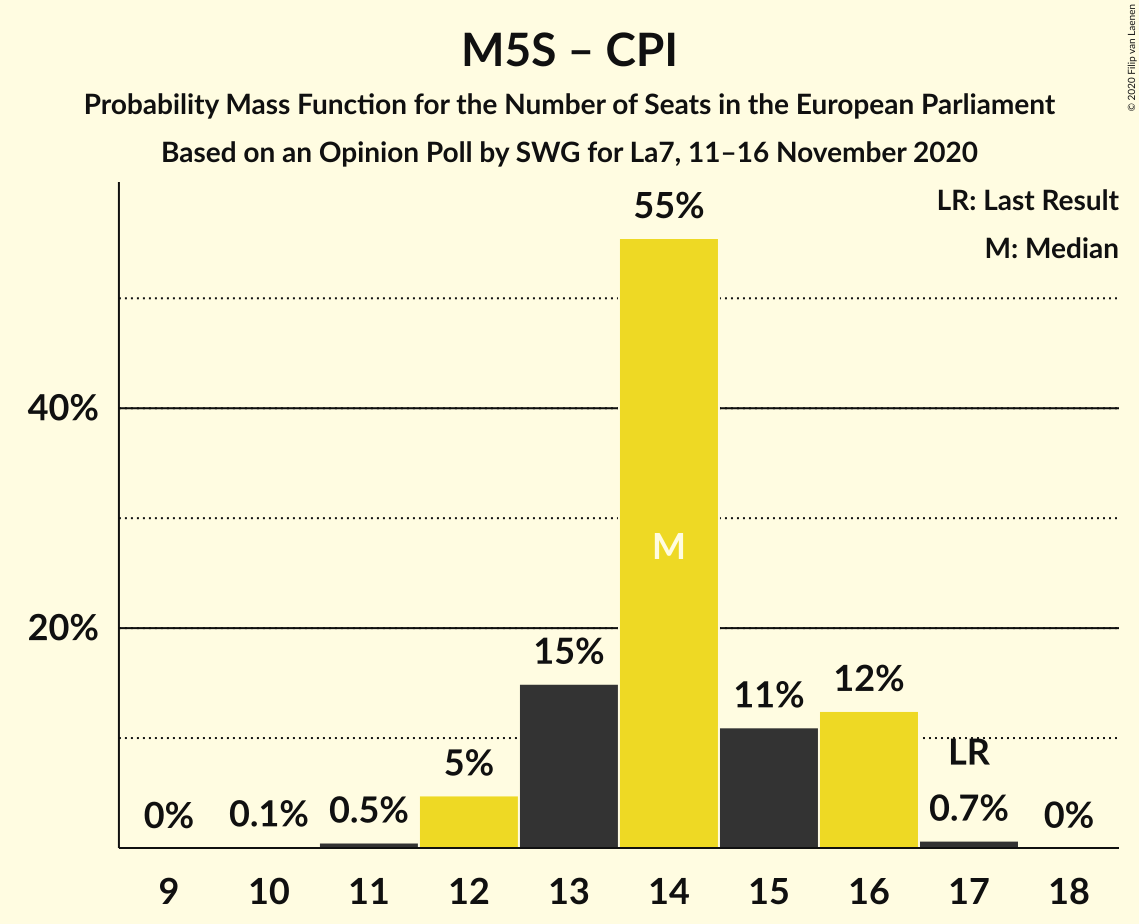 M5S – CPI
Probability Mass Function for the Number of Seats in the European Parliament
Based on an Opinion Poll by SWG for La7, 11–16 November 2020
© 2020 Filip van Laenen
LR: Last Result
M: Median
55%
40%
M
20%
15%
12%
11%
LR
5%
0%
0.1%
0.5%
0.7%
0%
9 10 11 12 13 14 15 16 17 18